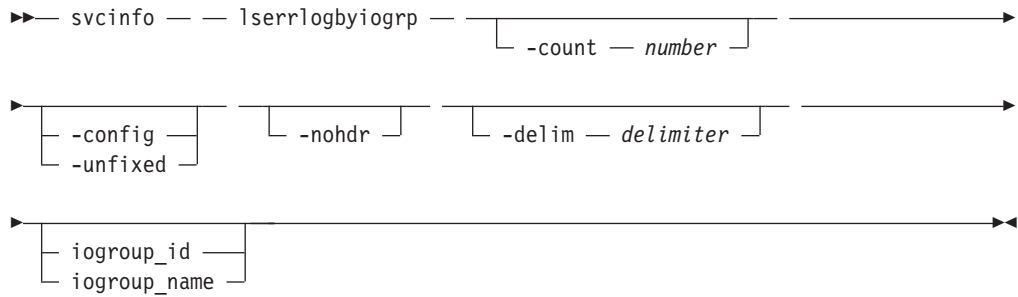 svcinfo lserrlogbyiogrp
-count number
-config -nohdr -delim delimiter
-unfixed
iogroup_id
iogroup_name